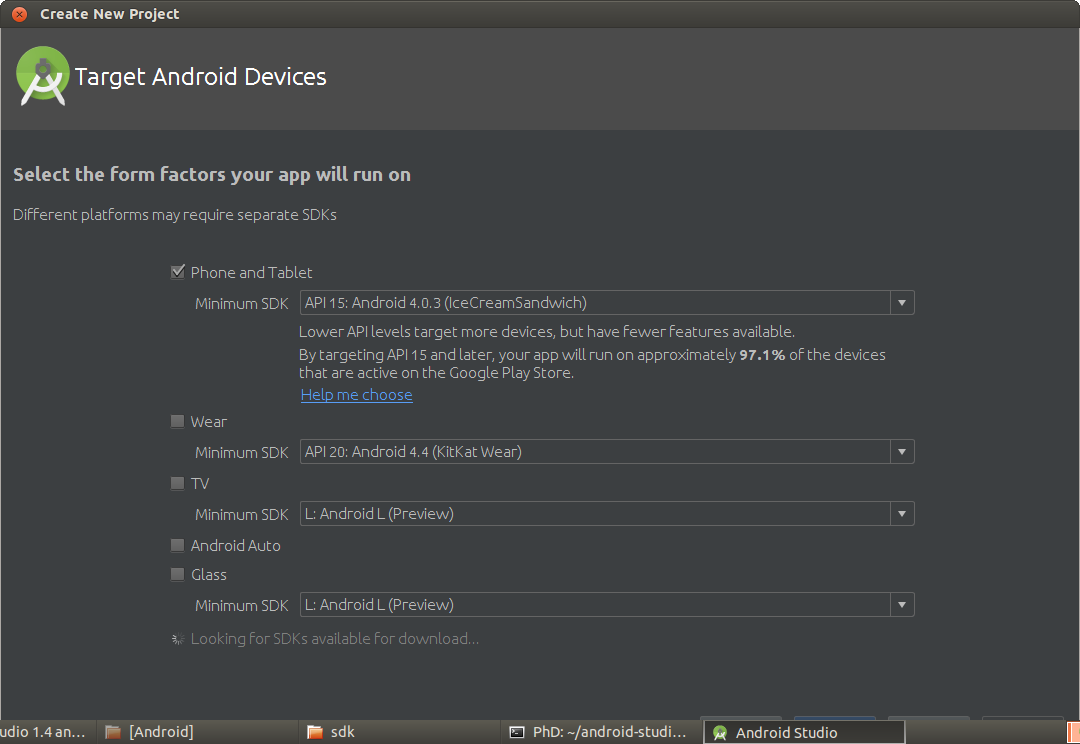 Create New Project
Target Android Devices
Select the form factors your app will run on
Different platforms may require separate SDKs
Phone and Tablet
Minimum SDK API 15: Android 4.0.3 (IceCreamSandwich)
Lower API levels target more devices, but have fewer features available.
By targeting API 15 and later, your app will run on approximately 97.1% of the devices
that are active on the Google Play Store.
Help me choose
Wear
Minimum SDK API 20: Android 4.4 (KitKat Wear)
TV
Minimum SDK L: Android L (Preview)
Android Auto
Glass
Minimum SDK L: Android L (Preview)
Looking for SDKs available for download...
udio 1.4 an... [Android] sdk PhD: ~/android-studi... Android Studio